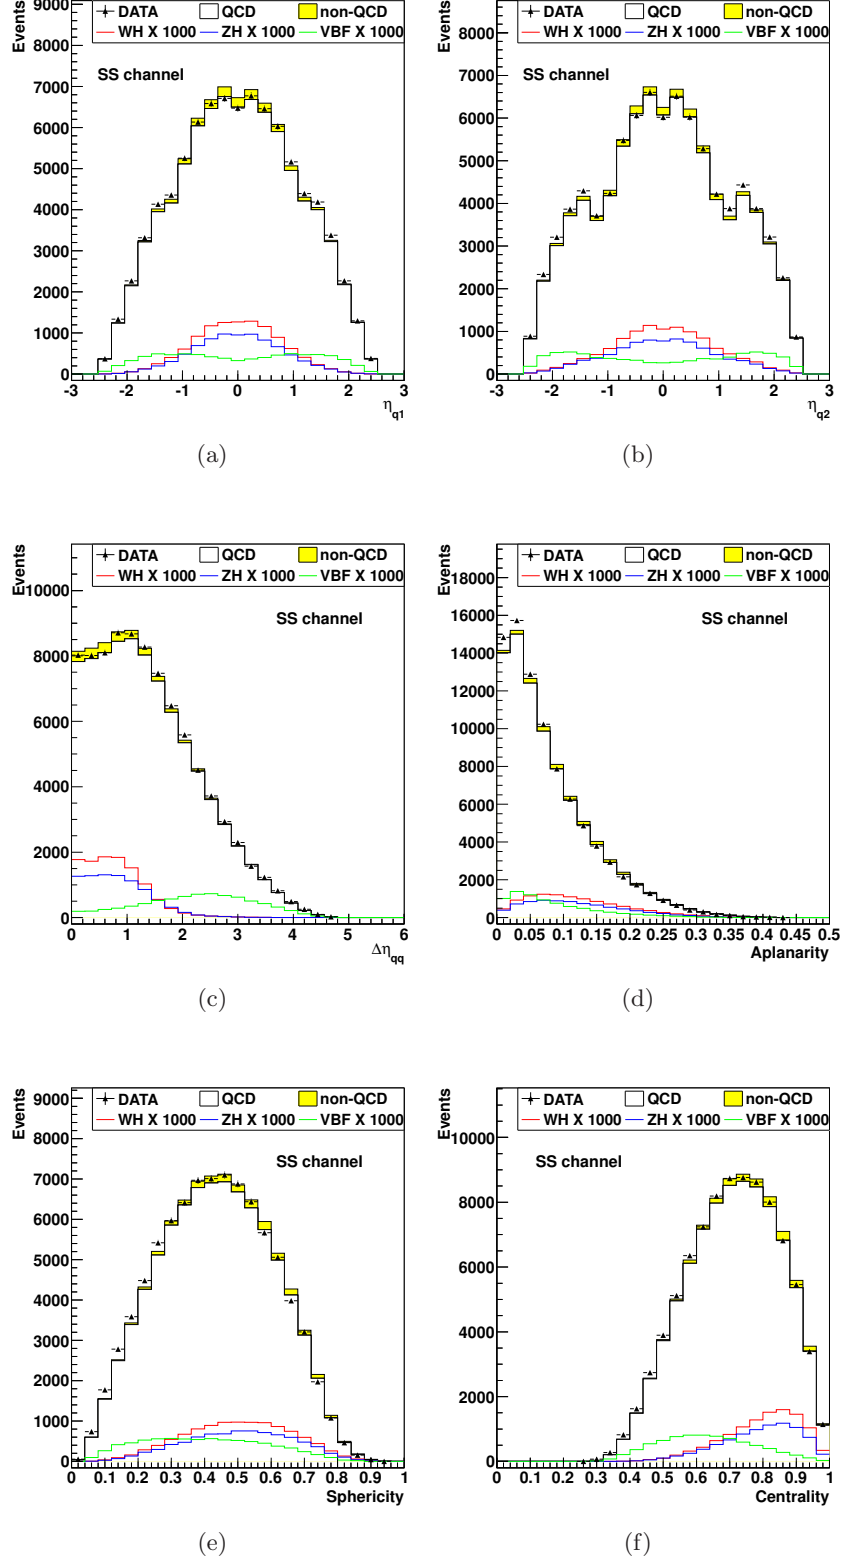 Events
DATA QCD non-QCD
WH X 1000 ZH X 1000 VBF X 1000
SS channel
9000
8000
7000
6000
5000
4000
3000
2000
1000
0
-3 -2 -1 0 1 2 3
η_q1
(a)
Events
DATA QCD non-QCD
WH X 1000 ZH X 1000 VBF X 1000
SS channel
8000
7000
6000
5000
4000
3000
2000
1000
0
-3 -2 -1 0 1 2 3
η_q2
(b)
Events
DATA QCD non-QCD
WH X 1000 ZH X 1000 VBF X 1000
SS channel
10000
8000
6000
4000
2000
0
0 1 2 3 4 5 6
Δη_qq
(c)
Events
DATA QCD non-QCD
WH X 1000 ZH X 1000 VBF X 1000
SS channel
18000
16000
14000
12000
10000
8000
6000
4000
2000
0
0 0.05 0.1 0.15 0.2 0.25 0.3 0.35 0.4 0.45 0.5
Aplanarity
(d)
Events
DATA QCD non-QCD
WH X 1000 ZH X 1000 VBF X 1000
SS channel
9000
8000
7000
6000
5000
4000
3000
2000
1000
0
0 0.1 0.2 0.3 0.4 0.5 0.6 0.7 0.8 0.9 1
Sphericity
(e)
Events
DATA QCD non-QCD
WH X 1000 ZH X 1000 VBF X 1000
SS channel
10000
8000
6000
4000
2000
0
0 0.1 0.2 0.3 0.4 0.5 0.6 0.7 0.8 0.9 1
Centrality
(f)